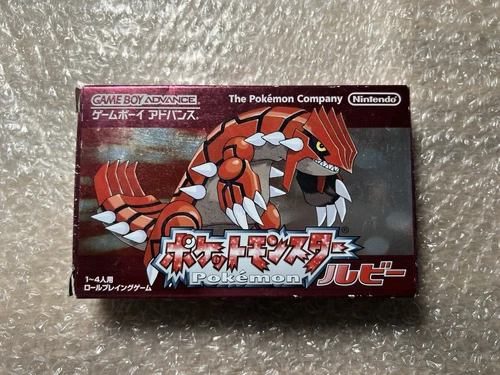 GAME BOY ADVANCE
ゲームボーイ アドバンス
The Pokémon Company
Nintendo
ポケットモンスター
Pokémon
ルビー
1～4人用
ロールプレイングゲーム